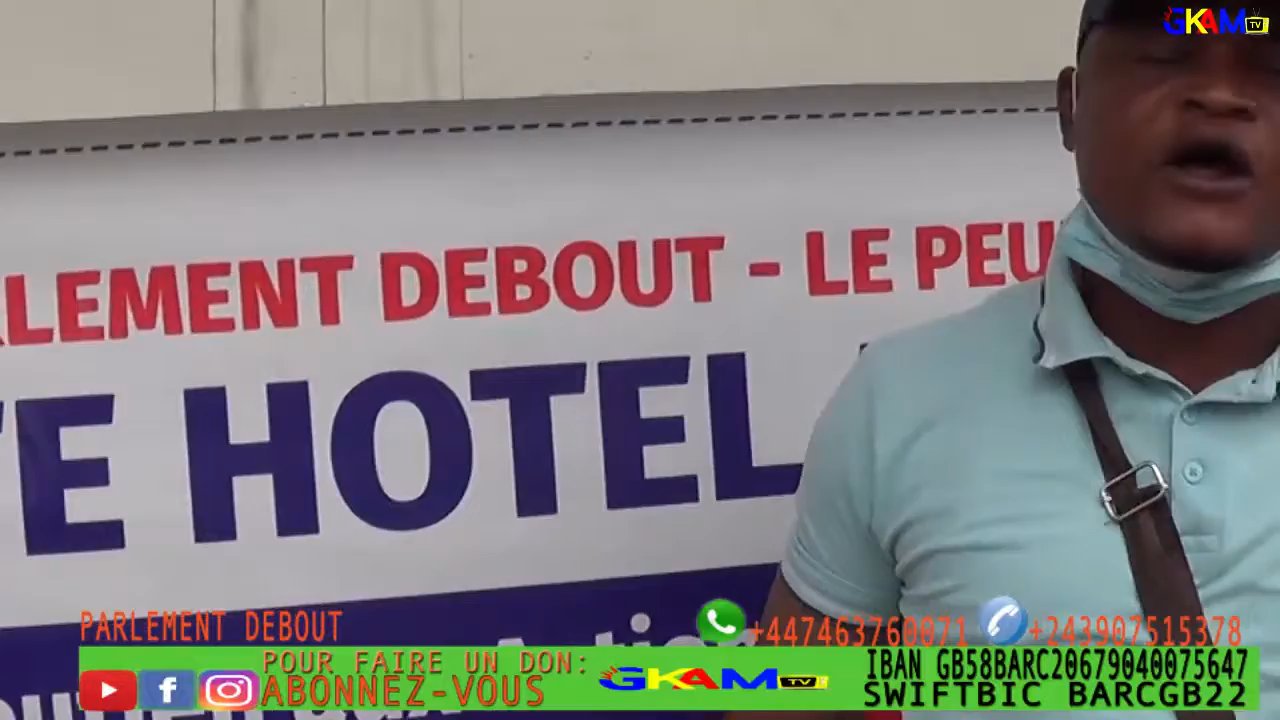 GKAM TV
PARLEMENT DEBOUT - LE PEU
HOTEL
PARLEMENT DEBOUT
+447463760071
+243907515378
POUR FAIRE UN DON:
ABONNEZ-VOUS
GKAM TV
IBAN GB58BARC20679040075647
SWIFTBIC BARCGB22